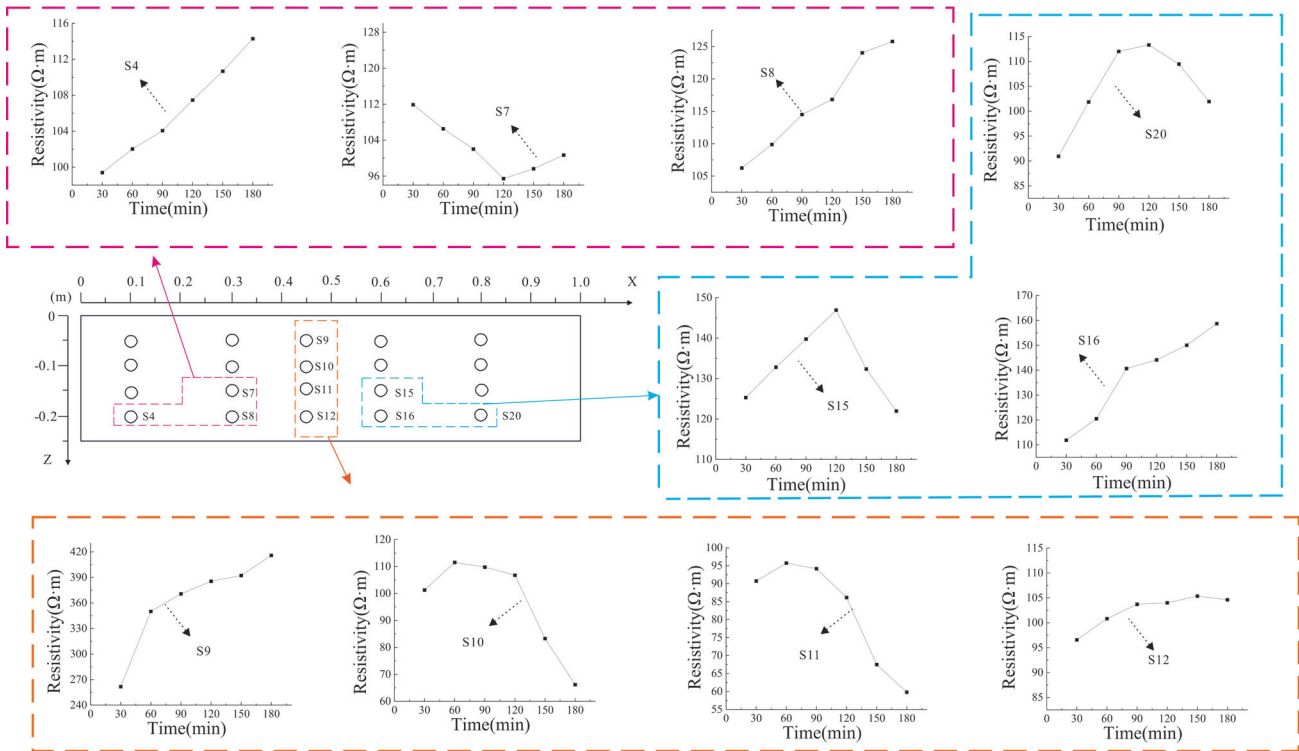 116
114
112
108
104
100
Resistivity(Ω·m)
S4
0 30 60 90 120 150 180
Time(min)
128
120
112
104
96
Resistivity(Ω·m)
S7
0 30 60 90 120 150 180
Time(min)
125
120
115
110
105
Resistivity(Ω·m)
S8
0 30 60 90 120 150 180
Time(min)
115
110
105
100
95
90
85
Resistivity(Ω·m)
S20
0 30 60 90 120 150 180
Time(min)
0 0.1 0.2 0.3 0.4 0.5 0.6 0.7 0.8 0.9 1.0 X
(m)
0
-0.1
-0.2
Z
S9
S10
S11
S12
S7
S4 S8
S15
S16 S20
150
140
130
120
110
Resistivity(Ω·m)
S15
0 30 60 90 120 150 180
Time(min)
170
160
150
140
130
120
110
Resistivity(Ω·m)
S16
0 30 60 90 120 150 180
Time(min)
420
390
360
330
300
270
240
Resistivity(Ω·m)
S9
0 30 60 90 120 150 180
Time(min)
120
110
100
90
80
70
60
Resistivity(Ω·m)
S10
0 30 60 90 120 150 180
Time(min)
100
95
90
85
80
75
70
65
60
55
Resistivity(Ω·m)
S11
0 30 60 90 120 150 180
Time(min)
115
110
105
100
95
90
85
Resistivity(Ω·m)
S12
0 30 60 90 120 150 180
Time(min)